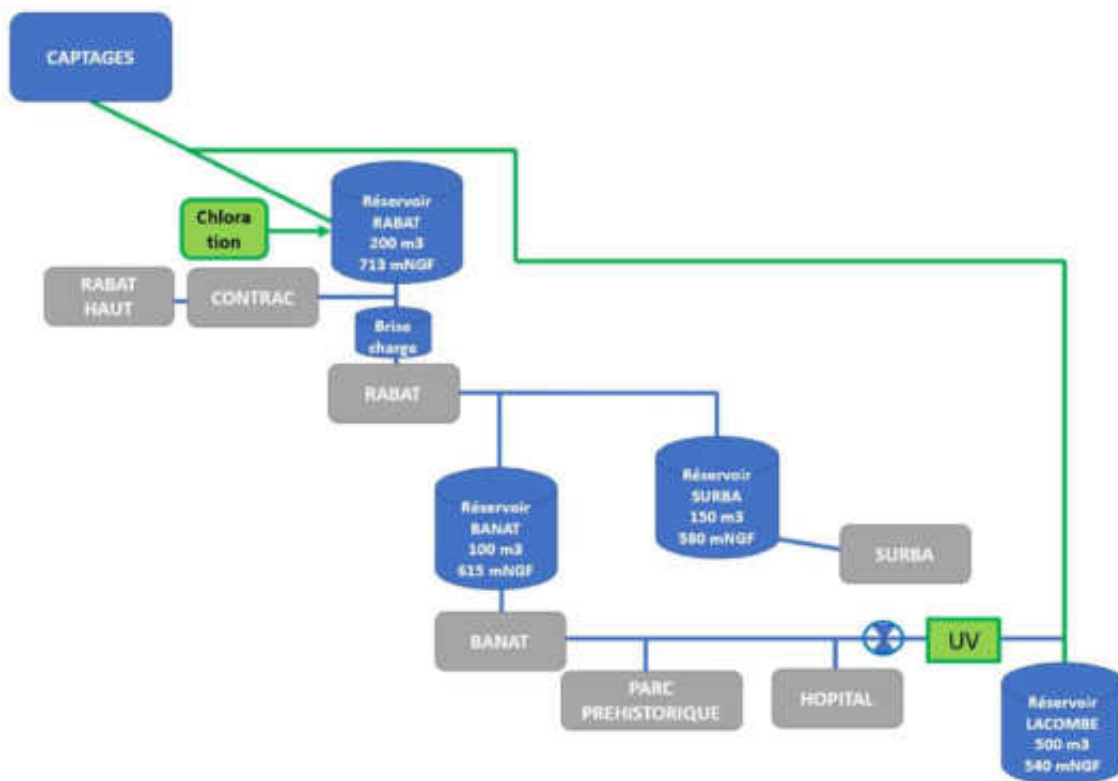 CAPTAGES
Réservoir
RABAT
200 m3
713 mNGF
Chlora
tion
RABAT
HAUT
CONTRAC
Brise
charge
RABAT
Réservoir
SURBA
150 m3
580 mNGF
Réservoir
BANAT
100 m3
615 mNGF
SURBA
BANAT
UV
PARC
PREHISTORIQUE
HOPITAL
Réservoir
LACOMBE
500 m3
540 mNGF